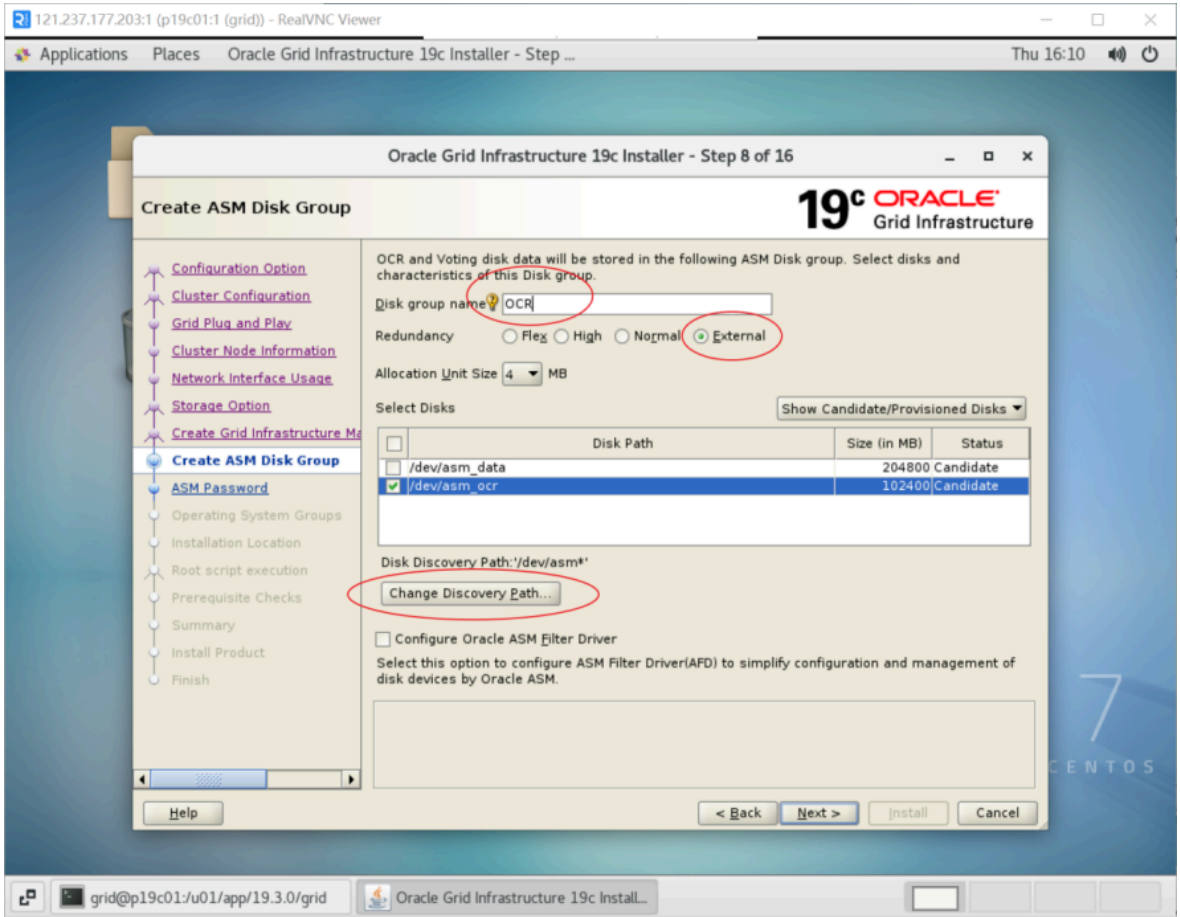 121.237.177.203:1 (p19c01:1 (grid)) - RealVNC Viewer
Applications Places Oracle Grid Infrastructure 19c Installer - Step ... Thu 16:10
Oracle Grid Infrastructure 19c Installer - Step 8 of 16
Create ASM Disk Group
19c ORACLE
Grid Infrastructure
Configuration Option
Cluster Configuration
Grid Plug and Play
Cluster Node Information
Network Interface Usage
Storage Option
Create Grid Infrastructure Ma
Create ASM Disk Group
ASM Password
Operating System Groups
Installation Location
Root script execution
Prerequisite Checks
Summary
Install Product
Finish
OCR and Voting disk data will be stored in the following ASM Disk group. Select disks and
characteristics of this Disk group.
Disk group name OCR
Redundancy Flex High Normal External
Allocation Unit Size 4 MB
Select Disks Show Candidate/Provisioned Disks
Disk Path Size (in MB) Status
/dev/asm_data 204800 Candidate
/dev/asm_ocr 102400 Candidate
Disk Discovery Path:'/dev/asm*'
Change Discovery Path...
Configure Oracle ASM Filter Driver
Select this option to configure ASM Filter Driver(AFD) to simplify configuration and management of
disk devices by Oracle ASM.
Help < Back Next > Install Cancel
7
CENTOS
grid@p19c01:/u01/app/19.3.0/grid Oracle Grid Infrastructure 19c Install...